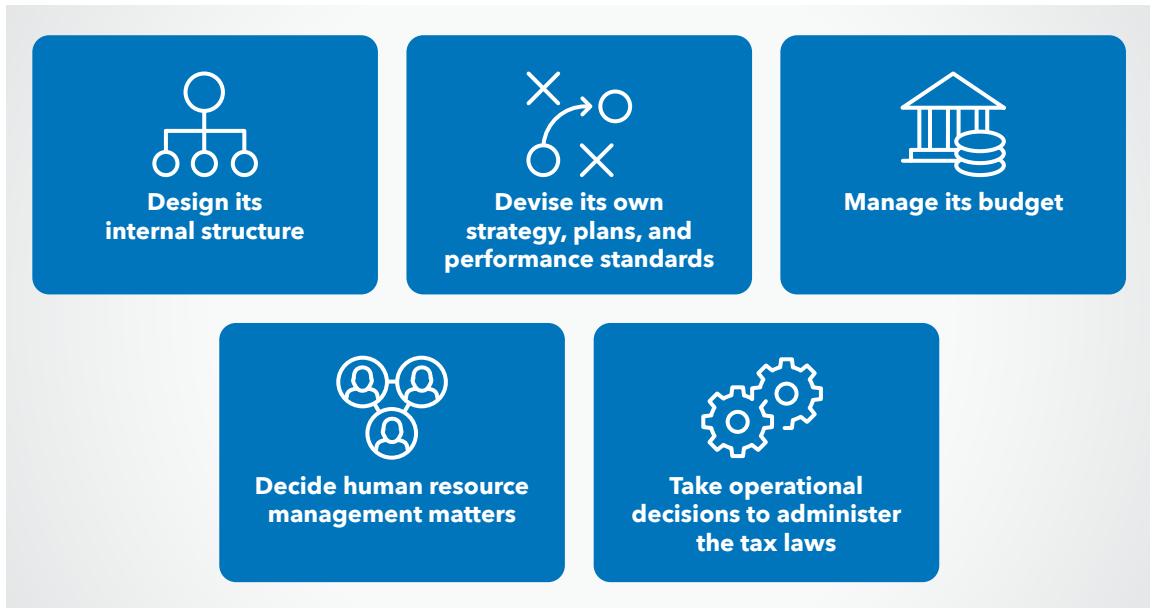 Design its
internal structure
Devise its own
strategy, plans, and
performance standards
Manage its budget
Decide human resource
management matters
Take operational
decisions to administer
the tax laws